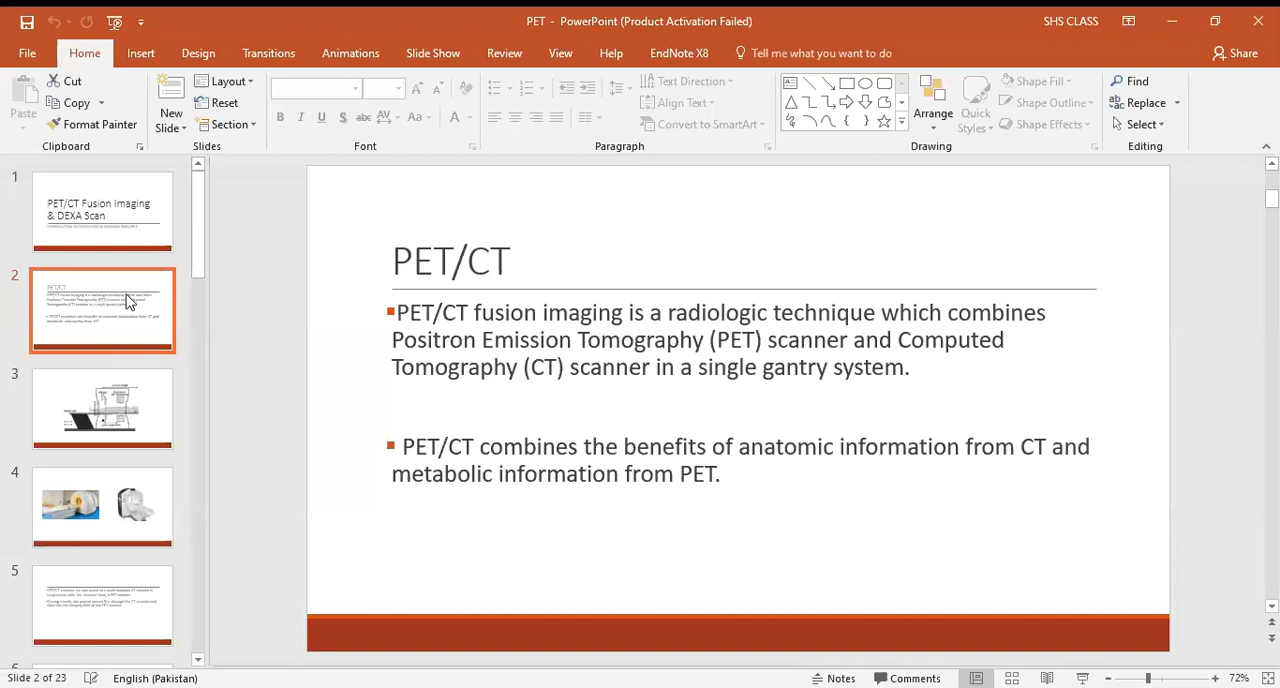 PET - PowerPoint (Product Activation Failed)
SHS CLASS
File Home Insert Design Transitions Animations Slide Show Review View Help EndNote X8 Tell me what you want to do Share
Paste
Cut
Copy
Format Painter
Clipboard
New
Slide
Layout
Reset
Section
Slides
B I U S abc AV Aa A
Font
Text Direction
Align Text
Convert to SmartArt
Paragraph
Arrange
Quick
Styles
Shape Fill
Shape Outline
Shape Effects
Drawing
Find
Replace
Select
Editing
1
PET/CT Fusion Imaging
& DEXA Scan
2
PET/CT
3
4
5
PET/CT
PET/CT fusion imaging is a radiologic technique which combines
Positron Emission Tomography (PET) scanner and Computed
Tomography (CT) scanner in a single gantry system.
PET/CT combines the benefits of anatomic information from CT and
metabolic information from PET.
Slide 2 of 23
English (Pakistan)
Notes
Comments
72%